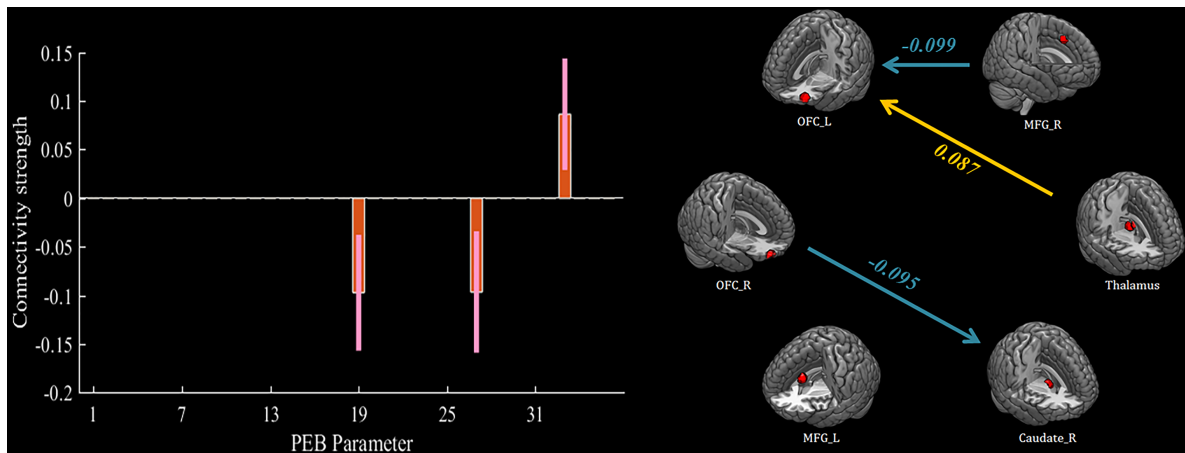 Connectivity strength
0.15
0.1
0.05
0
-0.05
-0.1
-0.15
-0.2
1 7 13 19 25 31
PEB Parameter
-0.099
OFC_L
MFG_R
0.087
OFC_R
Thalamus
-0.095
MFG_L
Caudate_R